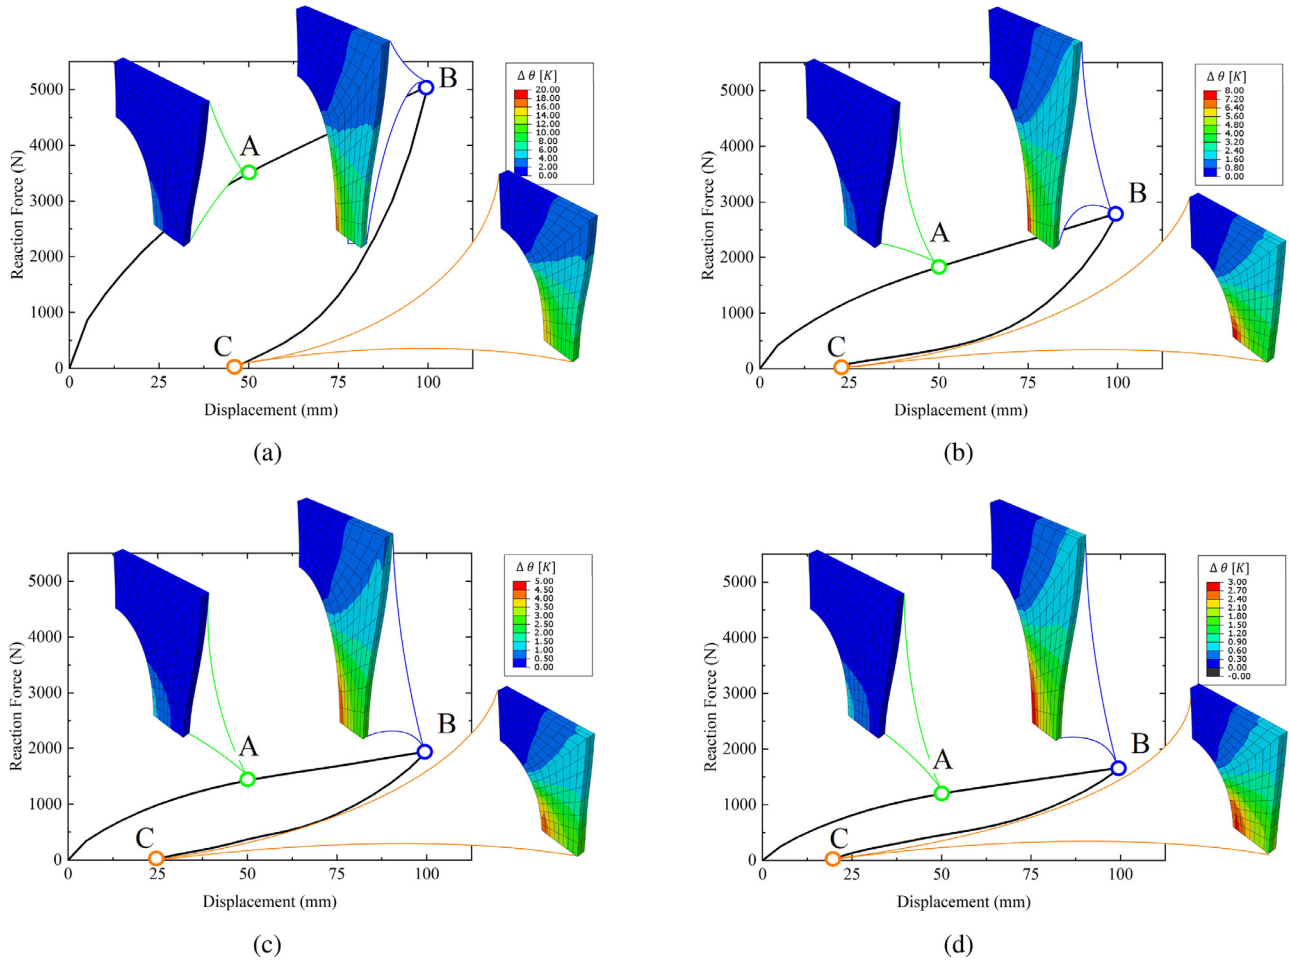 A
B
C
Δ θ [K]
20.00
18.00
16.00
14.00
12.00
10.00
8.00
6.00
4.00
2.00
0.00
5000
4000
3000
2000
1000
0
Reaction Force (N)
0 25 50 75 100
Displacement (mm)
(a)
A
B
C
Δ θ [K]
8.00
7.20
6.40
5.60
4.80
4.00
3.20
2.40
1.60
0.80
0.00
5000
4000
3000
2000
1000
0
Reaction Force (N)
0 25 50 75 100
Displacement (mm)
(b)
A
B
C
Δ θ [K]
5.00
4.50
4.00
3.50
3.00
2.50
2.00
1.50
1.00
0.50
0.00
5000
4000
3000
2000
1000
0
Reaction Force (N)
0 25 50 75 100
Displacement (mm)
(c)
A
B
C
Δ θ [K]
3.00
2.70
2.40
2.10
1.80
1.50
1.20
0.90
0.60
0.30
0.00
-0.00
5000
4000
3000
2000
1000
0
Reaction Force (N)
0 25 50 75 100
Displacement (mm)
(d)